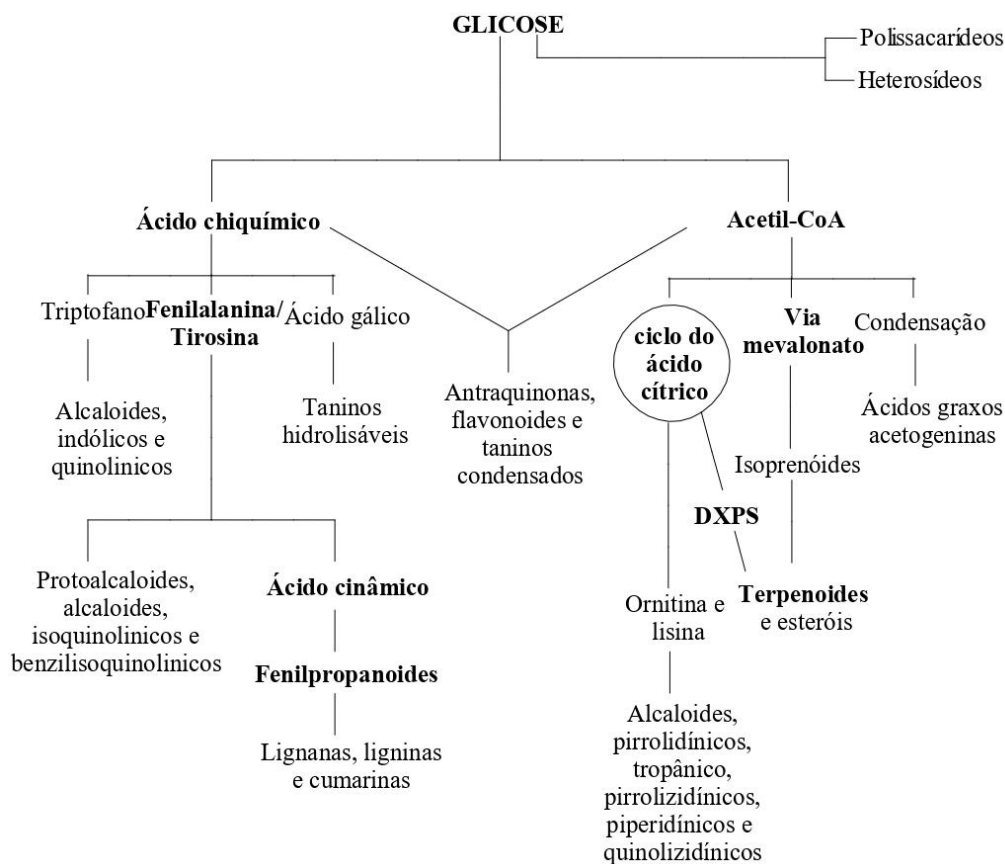 GLICOSE
Polissacarídeos
Heterosídeos
Ácido chiquímico
Acetil-CoA
Triptofano
Fenilalanina/
Tirosina
Ácido gálico
ciclo do
ácido
cítrico
Via
mevalonato
Condensação
Alcaloides,
indólicos e
quinolinicos
Taninos
hidrolisáveis
Antraquinonas,
flavonoides e
taninos
condensados
Ácidos graxos
acetogeninas
Isoprenóides
DXPS
Protoalcaloides,
alcaloides,
isoquinolinicos e
benzilisoquinolinicos
Ácido cinâmico
Ornitina e
lisina
Terpenoides
e esteróis
Fenilpropanoides
Lignanas, ligninas
e cumarinas
Alcaloides,
pirrolidínicos,
tropânico,
pirrolizidínicos,
piperidínicos e
quinolizidínicos